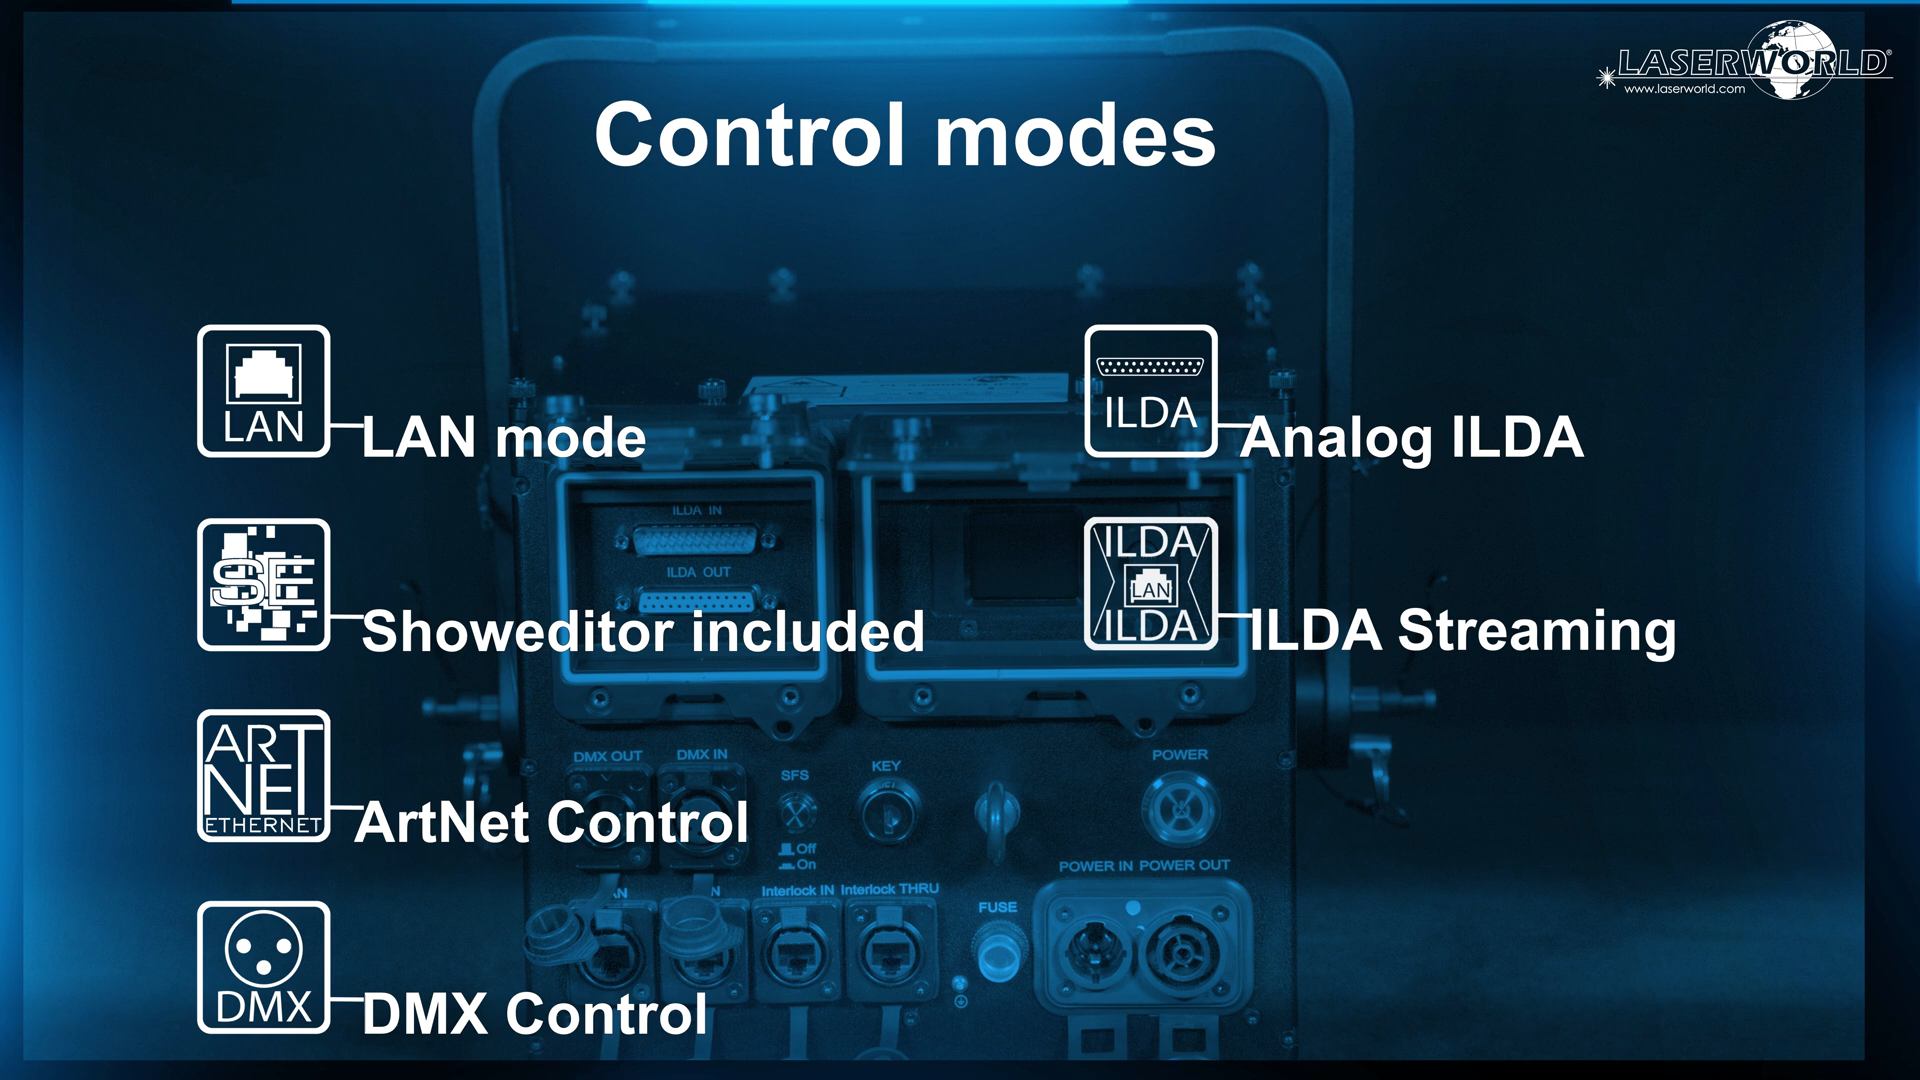 LASERWORLD®
www.laserworld.com
Control modes
LAN
LAN mode
ILDA
Analog ILDA
SE
Showeditor included
ILDA
LAN
ILDA
ILDA Streaming
ART
NET
ETHERNET
ArtNet Control
DMX
DMX Control
ILDA IN
ILDA OUT
DMX OUT
DMX IN
SFS
KEY
POWER
Off
On
POWER IN POWER OUT
Interlock IN Interlock THRU
FUSE